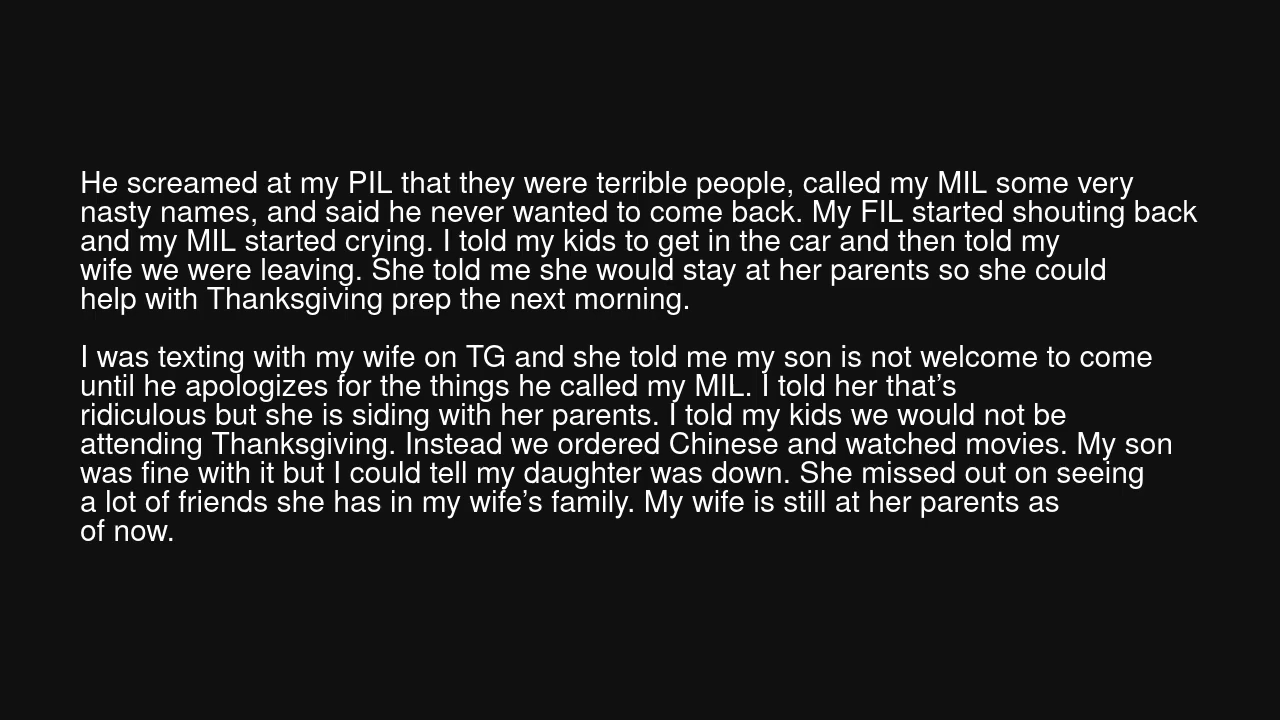 He screamed at my PIL that they were terrible people, called my MIL some very
nasty names, and said he never wanted to come back. My FIL started shouting back
and my MIL started crying. I told my kids to get in the car and then told my
wife we were leaving. She told me she would stay at her parents so she could
help with Thanksgiving prep the next morning.

I was texting with my wife on TG and she told me my son is not welcome to come
until he apologizes for the things he called my MIL. I told her that’s
ridiculous but she is siding with her parents. I told my kids we would not be
attending Thanksgiving. Instead we ordered Chinese and watched movies. My son
was fine with it but I could tell my daughter was down. She missed out on seeing
a lot of friends she has in my wife’s family. My wife is still at her parents as
of now.